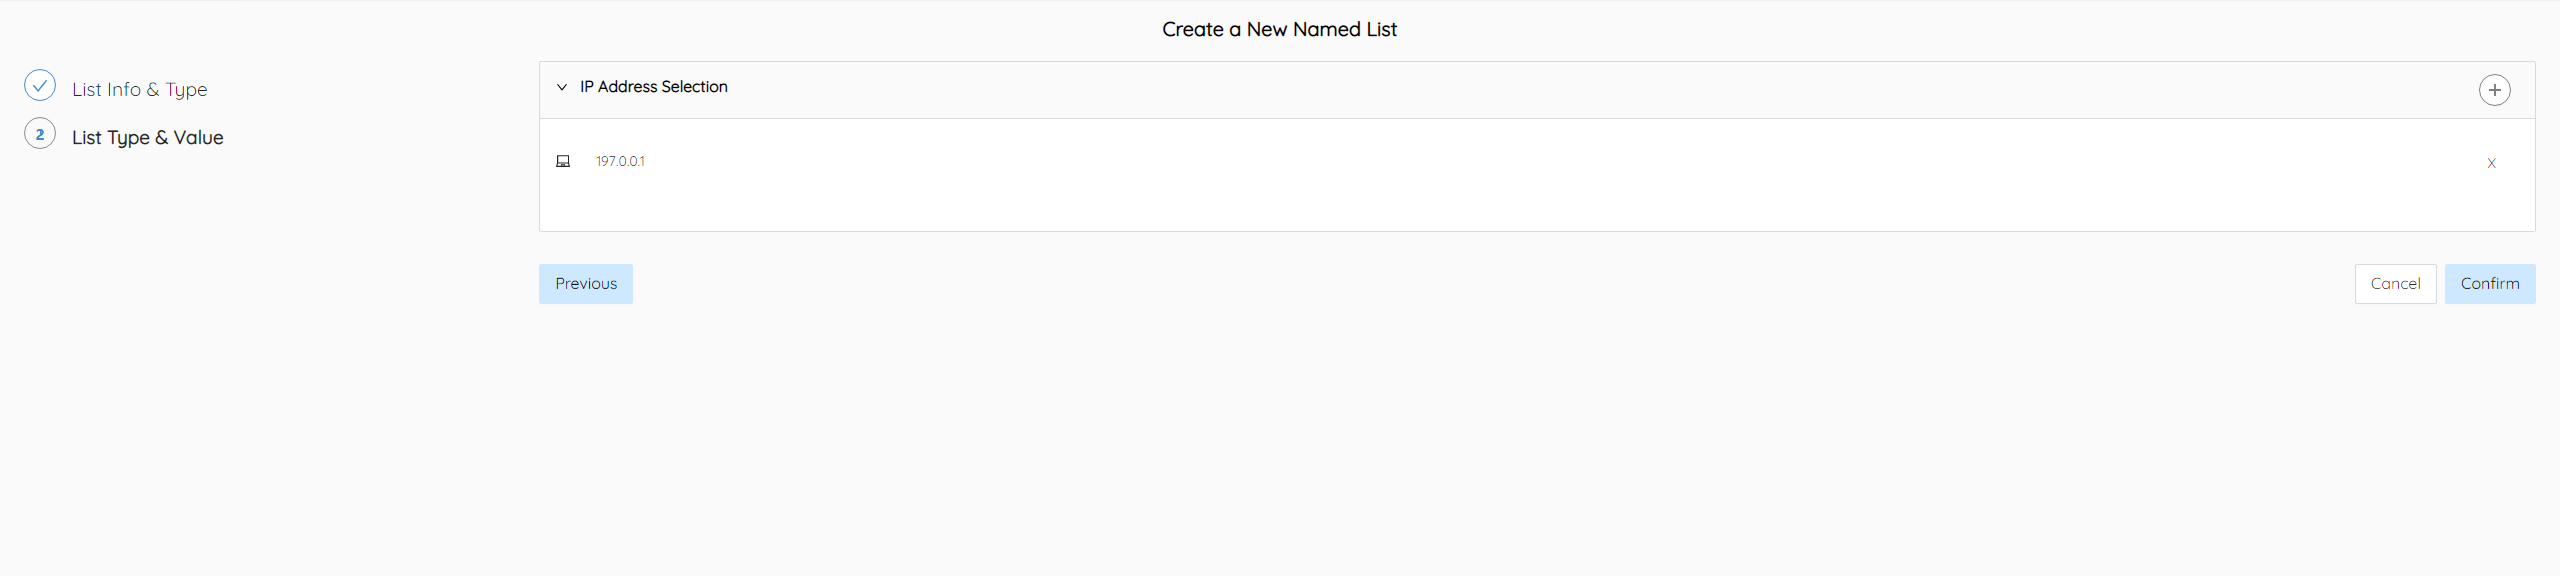 Create a New Named List
List Info & Type
2 List Type & Value
IP Address Selection
197.0.0.1 X
Previous
Cancel Confirm